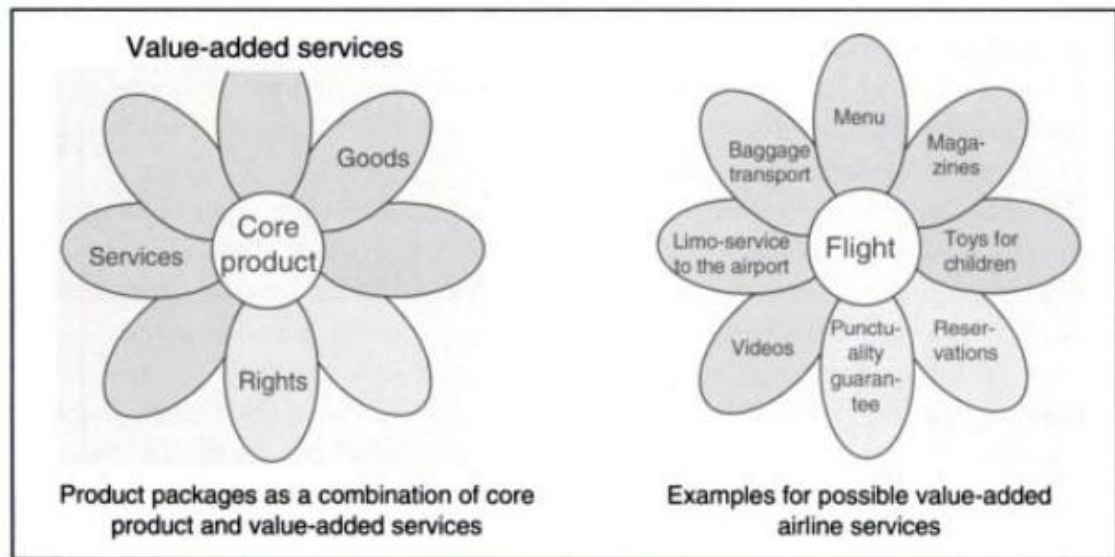 Value-added services
Goods
Services
Core
product
Rights
Product packages as a combination of core
product and value-added services
Menu
Baggage
transport
Maga-
zines
Limo-service
to the airport
Flight
Toys for
children
Videos
Punctu-
ality
guaran-
tee
Reser-
vations
Examples for possible value-added
airline services